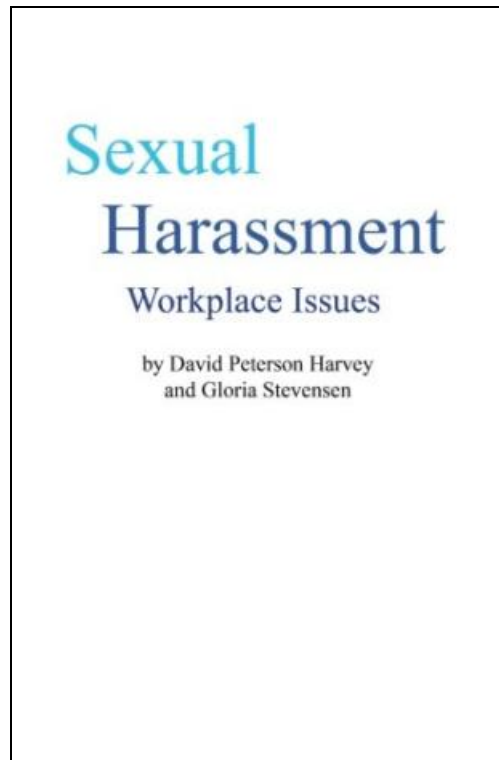 Sexual
Harassment
Workplace Issues
by David Peterson Harvey
and Gloria Stevensen